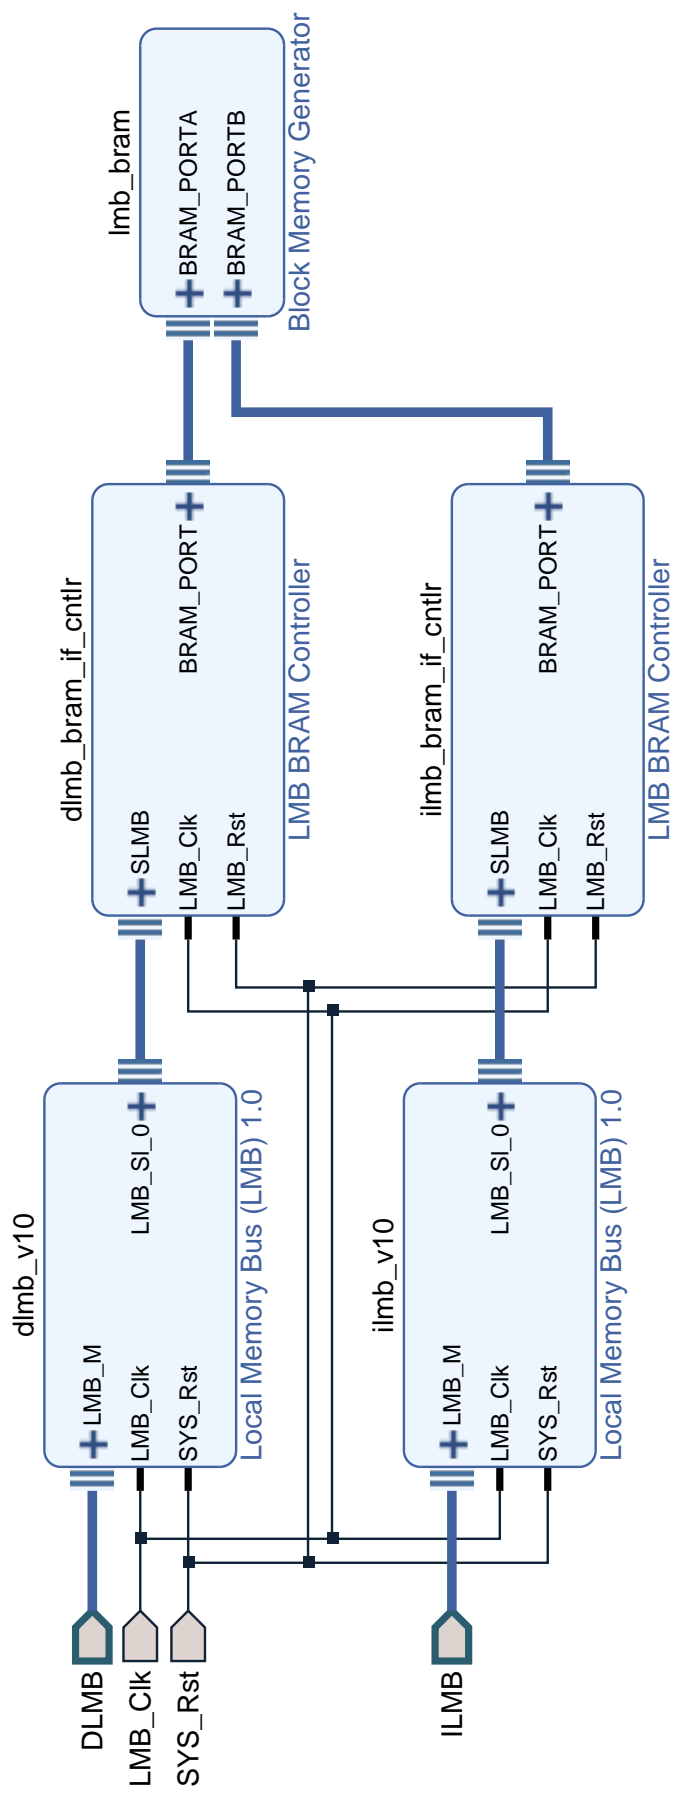 DLMB
LMB_Clk
SYS_Rst
ILMB
dlmb_v10
LMB_M
LMB_Clk
SYS_Rst
LMB_Sl_0
Local Memory Bus (LMB) 1.0
ilmb_v10
LMB_M
LMB_Clk
SYS_Rst
LMB_Sl_0
Local Memory Bus (LMB) 1.0
dlmb_bram_if_cntlr
SLMB
LMB_Clk
LMB_Rst
BRAM_PORT
LMB BRAM Controller
ilmb_bram_if_cntlr
SLMB
LMB_Clk
LMB_Rst
BRAM_PORT
LMB BRAM Controller
lmb_bram
BRAM_PORTA
BRAM_PORTB
Block Memory Generator